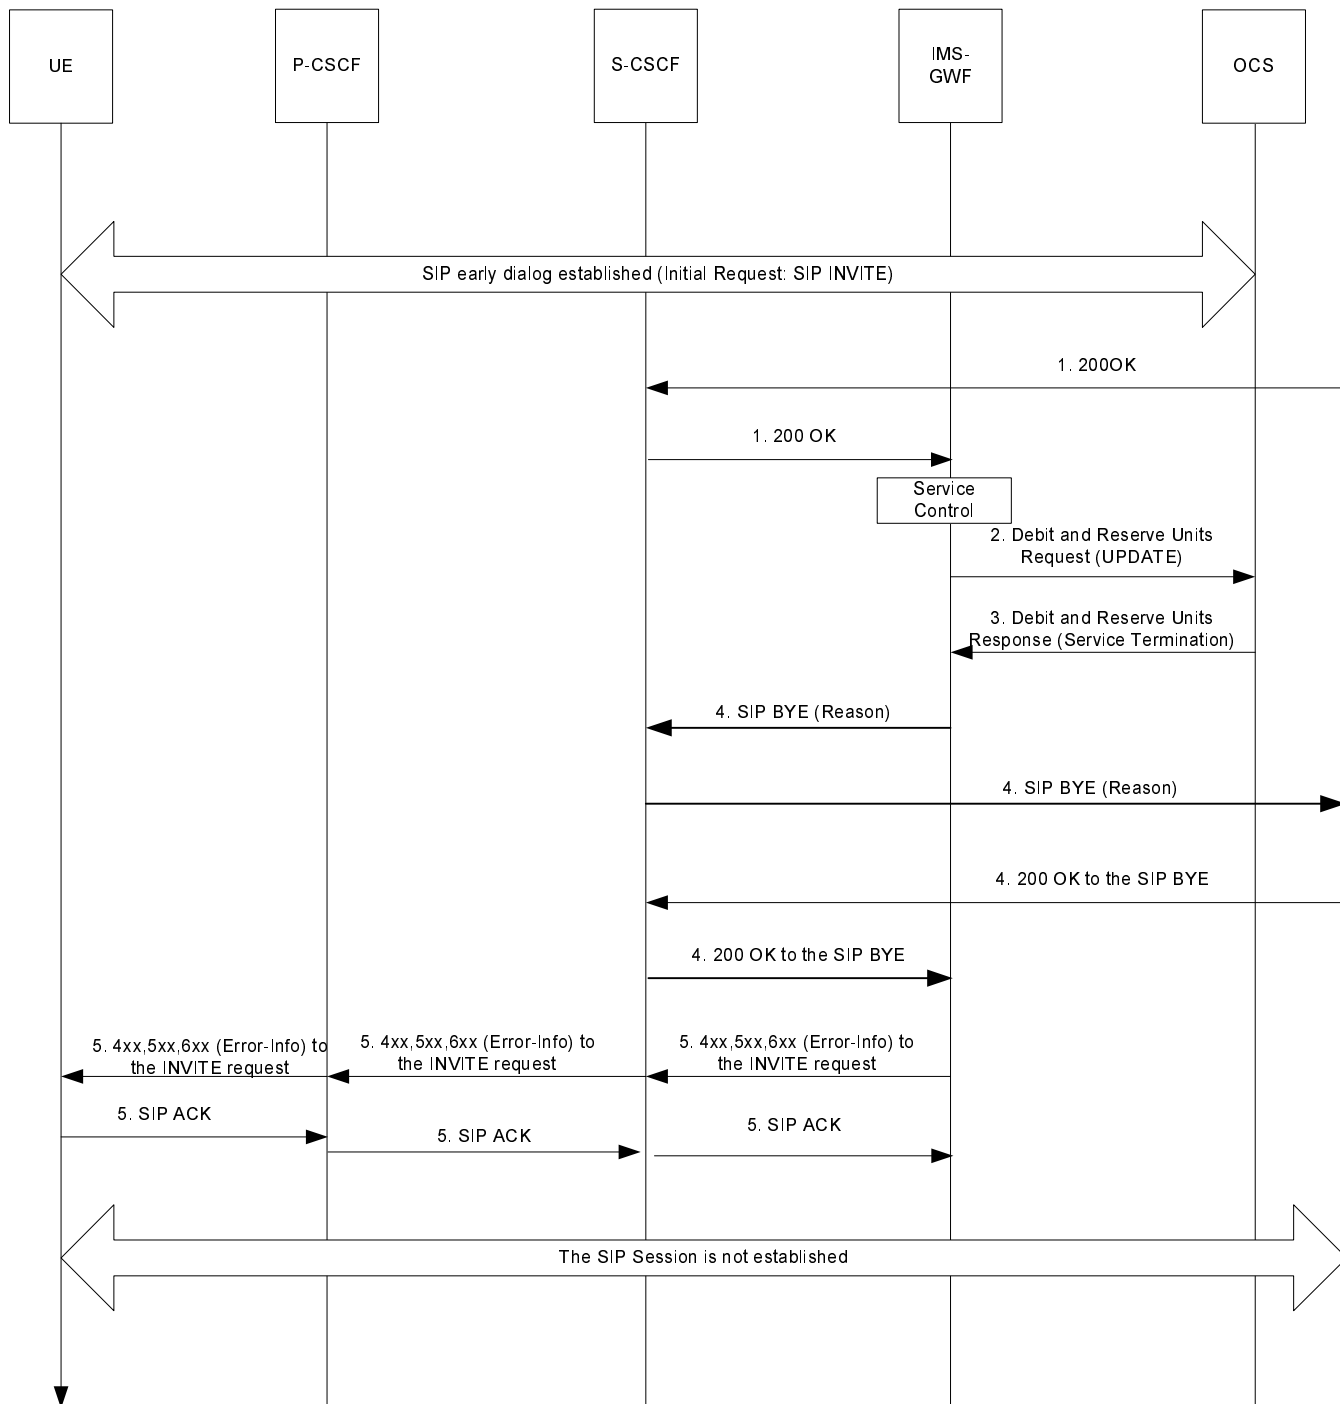 UE
P-CSCF
S-CSCF
IMS-
GWF
OCS
SIP early dialog established (Initial Request: SIP INVITE)
1. 200OK
1. 200 OK
Service
Control
2. Debit and Reserve Units
Request (UPDATE)
3. Debit and Reserve Units
Response (Service Termination)
4. SIP BYE (Reason)
4. SIP BYE (Reason)
4. 200 OK to the SIP BYE
4. 200 OK to the SIP BYE
5. 4xx,5xx,6xx (Error-Info) to
the INVITE request
5. 4xx,5xx,6xx (Error-Info) to
the INVITE request
5. 4xx,5xx,6xx (Error-Info) to
the INVITE request
5. SIP ACK
5. SIP ACK
5. SIP ACK
The SIP Session is not established